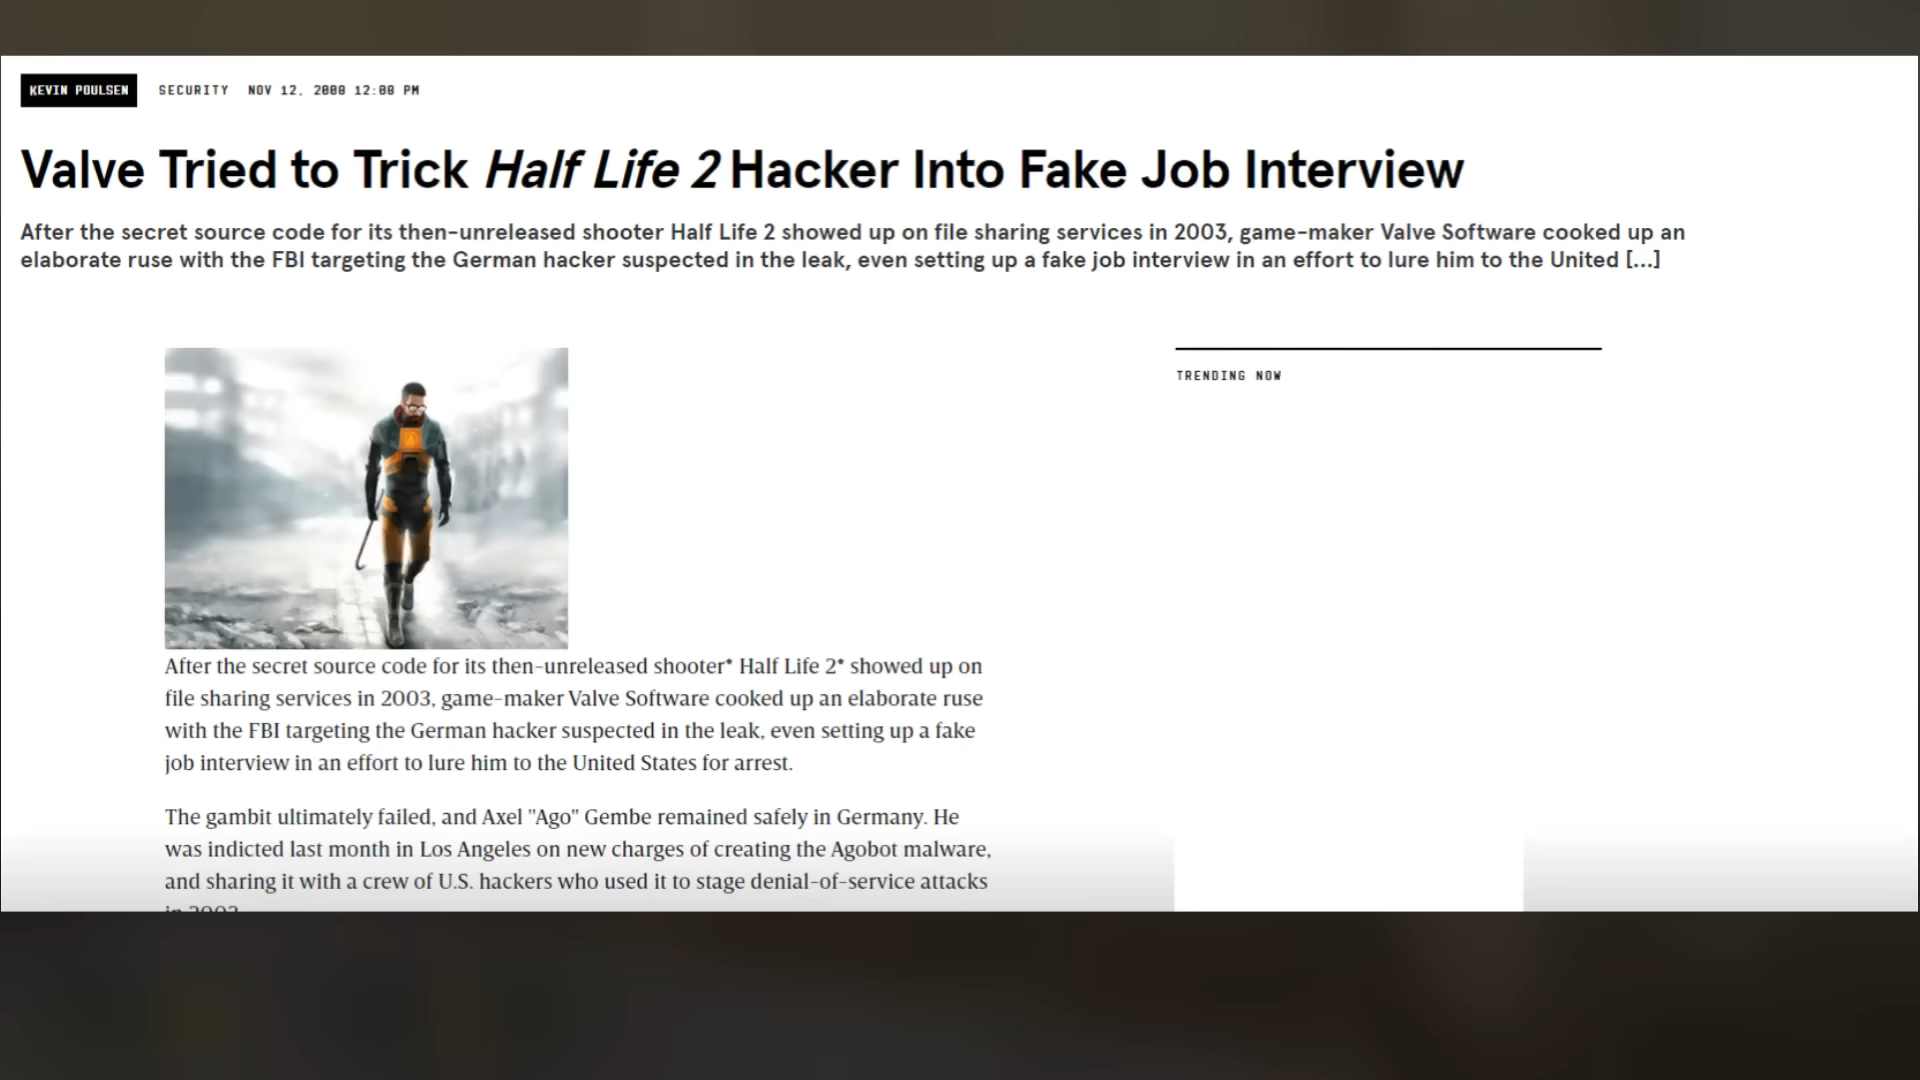 KEVIN POULSEN SECURITY NOV 12, 2008 12:00 PM
Valve Tried to Trick Half Life 2 Hacker Into Fake Job Interview
After the secret source code for its then-unreleased shooter Half Life 2 showed up on file sharing services in 2003, game-maker Valve Software cooked up an
elaborate ruse with the FBI targeting the German hacker suspected in the leak, even setting up a fake job interview in an effort to lure him to the United [...]
TRENDING NOW
After the secret source code for its then-unreleased shooter* Half Life 2* showed up on
file sharing services in 2003, game-maker Valve Software cooked up an elaborate ruse
with the FBI targeting the German hacker suspected in the leak, even setting up a fake
job interview in an effort to lure him to the United States for arrest.
The gambit ultimately failed, and Axel "Ago" Gembe remained safely in Germany. He
was indicted last month in Los Angeles on new charges of creating the Agobot malware,
and sharing it with a crew of U.S. hackers who used it to stage denial-of-service attacks